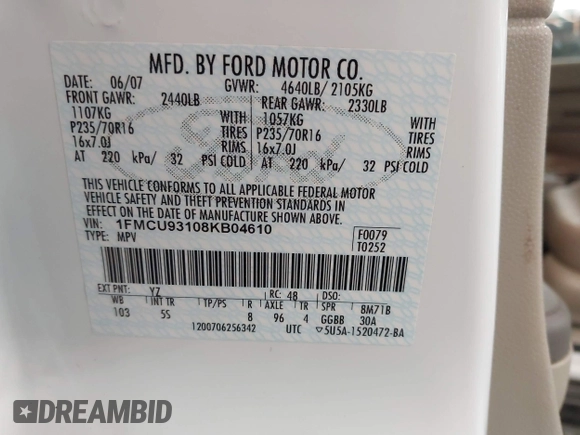 MFD. BY FORD MOTOR CO.
DATE: 06/07 GVWR: 4640LB/ 2105KG
FRONT GAWR: 2440LB REAR GAWR: 2330LB
1107KG WITH 1057KG WITH
P235/70R16 TIRES P235/70R16 TIRES
16x7.0J RIMS 16x7.0J RIMS
AT 220 kPa/ 32 PSI COLD AT 220 kPa/ 32 PSI COLD
THIS VEHICLE CONFORMS TO ALL APPLICABLE FEDERAL MOTOR
VEHICLE SAFETY AND THEFT PREVENTION STANDARDS IN
EFFECT ON THE DATE OF MANUFACTURE SHOWN ABOVE.
VIN: 1FMCU93108KB04610 F0079
TYPE: MPV T0252
EXT PNT: YZ RC: 48 DSO:
WB INT TR TP/PS R AXLE TR SPR 8M71B
103 5S 8 96 4 GGBB 30A
1200706256342 UTC ▽5U5A-1520472-BA
Ford
DREAMBID